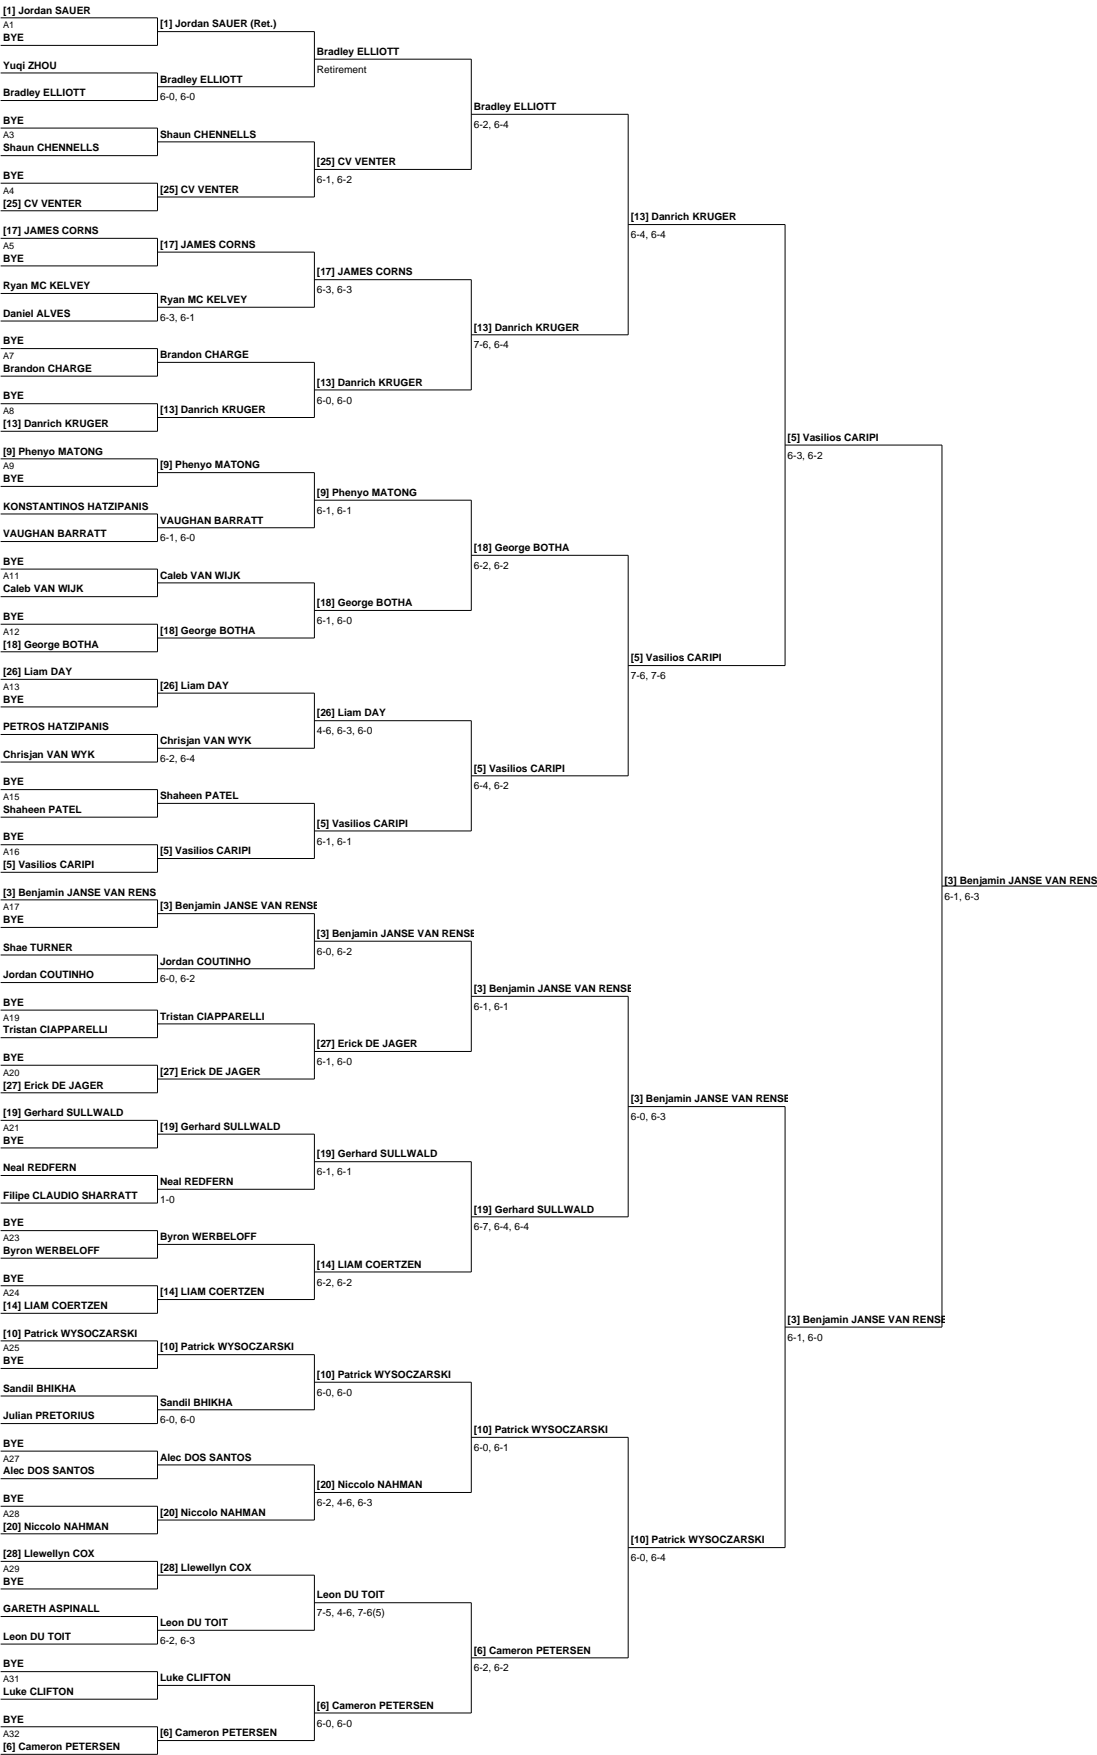 [1] Jordan SAUER
A1
BYE
[1] Jordan SAUER (Ret.)
Bradley ELLIOTT
Retirement
Yuqi ZHOU
Bradley ELLIOTT
Bradley ELLIOTT
6-0, 6-0
Bradley ELLIOTT
6-2, 6-4
BYE
A3
Shaun CHENNELLS
Shaun CHENNELLS
[25] CV VENTER
6-1, 6-2
BYE
A4
[25] CV VENTER
[25] CV VENTER
[13] Danrich KRUGER
6-4, 6-4
[17] JAMES CORNS
A5
BYE
[17] JAMES CORNS
[17] JAMES CORNS
6-3, 6-3
Ryan MC KELVEY
Daniel ALVES
Ryan MC KELVEY
6-3, 6-1
[13] Danrich KRUGER
7-6, 6-4
BYE
A7
Brandon CHARGE
Brandon CHARGE
[13] Danrich KRUGER
6-0, 6-0
BYE
A8
[13] Danrich KRUGER
[13] Danrich KRUGER
[5] Vasilios CARIPI
6-3, 6-2
[9] Phenyo MATONG
A9
BYE
[9] Phenyo MATONG
[9] Phenyo MATONG
6-1, 6-1
KONSTANTINOS HATZIPANIS
VAUGHAN BARRATT
VAUGHAN BARRATT
6-1, 6-0
[18] George BOTHA
6-2, 6-2
BYE
A11
Caleb VAN WIJK
Caleb VAN WIJK
[18] George BOTHA
6-1, 6-0
BYE
A12
[18] George BOTHA
[18] George BOTHA
[5] Vasilios CARIPI
7-6, 7-6
[26] Liam DAY
A13
BYE
[26] Liam DAY
[26] Liam DAY
4-6, 6-3, 6-0
PETROS HATZIPANIS
Chrisjan VAN WYK
Chrisjan VAN WYK
6-2, 6-4
[5] Vasilios CARIPI
6-4, 6-2
BYE
A15
Shaheen PATEL
Shaheen PATEL
[5] Vasilios CARIPI
6-1, 6-1
BYE
A16
[5] Vasilios CARIPI
[5] Vasilios CARIPI
[3] Benjamin JANSE VAN RENS
6-1, 6-3
[3] Benjamin JANSE VAN RENS
A17
BYE
[3] Benjamin JANSE VAN RENSE
[3] Benjamin JANSE VAN RENSE
6-0, 6-2
Shae TURNER
Jordan COUTINHO
Jordan COUTINHO
6-0, 6-2
[3] Benjamin JANSE VAN RENSE
6-1, 6-1
BYE
A19
Tristan CIAPPARELLI
Tristan CIAPPARELLI
[27] Erick DE JAGER
6-1, 6-0
BYE
A20
[27] Erick DE JAGER
[27] Erick DE JAGER
[3] Benjamin JANSE VAN RENSE
6-0, 6-3
[19] Gerhard SULLWALD
A21
BYE
[19] Gerhard SULLWALD
[19] Gerhard SULLWALD
6-1, 6-1
Neal REDFERN
Filipe CLAUDIO SHARRATT
Neal REDFERN
1-0
[19] Gerhard SULLWALD
6-7, 6-4, 6-4
BYE
A23
Byron WERBELOFF
Byron WERBELOFF
[14] LIAM COERTZEN
6-2, 6-2
BYE
A24
[14] LIAM COERTZEN
[14] LIAM COERTZEN
[3] Benjamin JANSE VAN RENSE
6-1, 6-0
[10] Patrick WYSOCZARSKI
A25
BYE
[10] Patrick WYSOCZARSKI
[10] Patrick WYSOCZARSKI
6-0, 6-0
Sandil BHIKHA
Julian PRETORIUS
Sandil BHIKHA
6-0, 6-0
[10] Patrick WYSOCZARSKI
6-0, 6-1
BYE
A27
Alec DOS SANTOS
Alec DOS SANTOS
[20] Niccolo NAHMAN
6-2, 4-6, 6-3
BYE
A28
[20] Niccolo NAHMAN
[20] Niccolo NAHMAN
[10] Patrick WYSOCZARSKI
6-0, 6-4
[28] Llewellyn COX
A29
BYE
[28] Llewellyn COX
Leon DU TOIT
7-5, 4-6, 7-6(5)
GARETH ASPINALL
Leon DU TOIT
Leon DU TOIT
6-2, 6-3
[6] Cameron PETERSEN
6-2, 6-2
BYE
A31
Luke CLIFTON
Luke CLIFTON
[6] Cameron PETERSEN
6-0, 6-0
BYE
A32
[6] Cameron PETERSEN
[6] Cameron PETERSEN